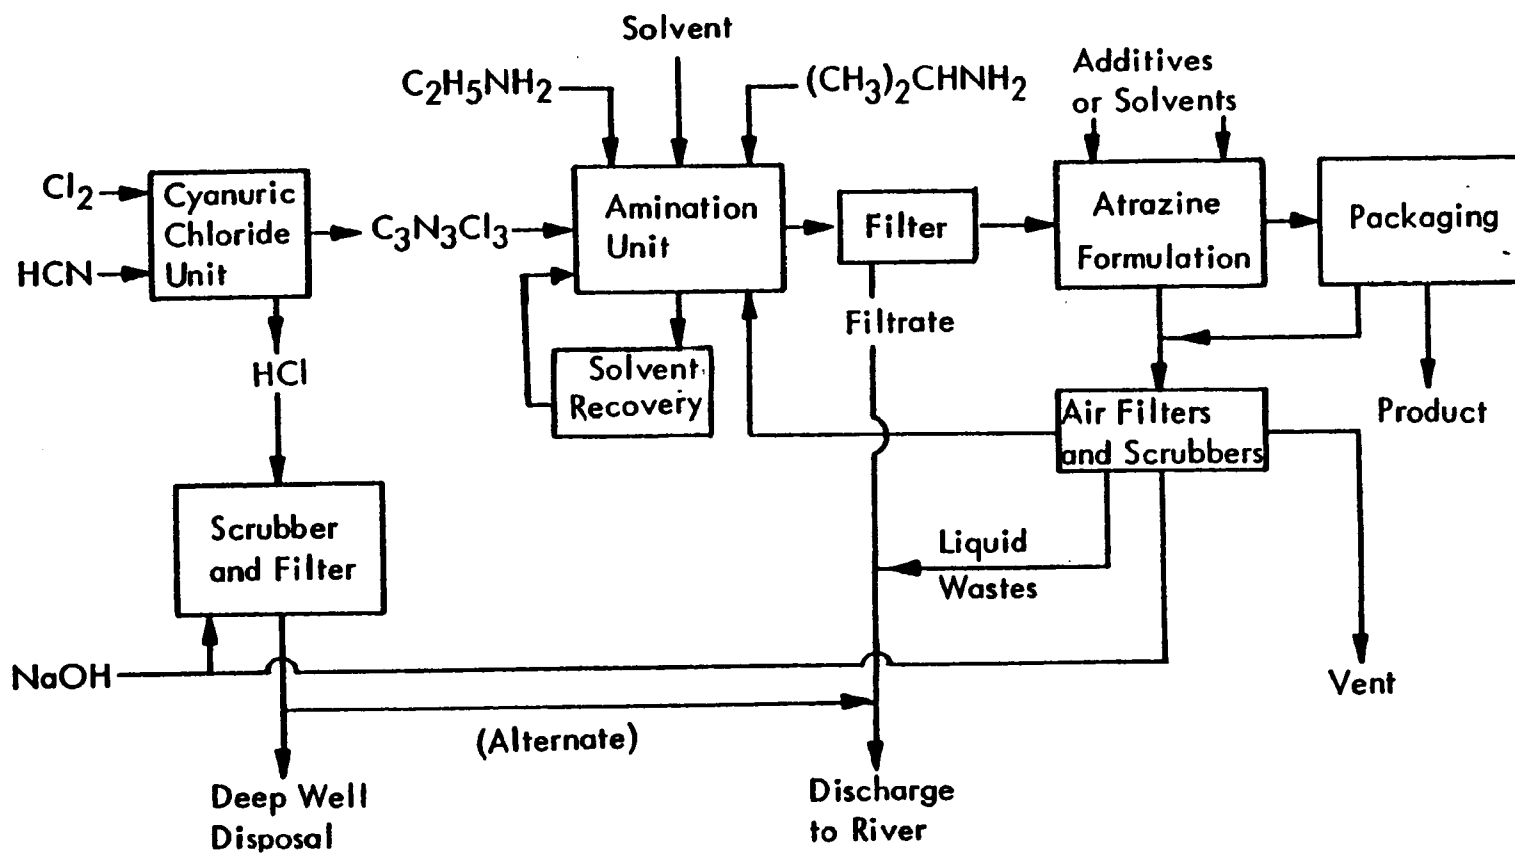 Solvent
C2H5NH2
(CH3)2CHNH2
Additives
or Solvents
Cl2
HCN
Cyanuric
Chloride
Unit
C3N3Cl3
Amination
Unit
Filter
Atrazine
Formulation
Packaging
HCl
Solvent
Recovery
Filtrate
Air Filters
and Scrubbers
Product
Scrubber
and Filter
Liquid
Wastes
NaOH
Vent
(Alternate)
Deep Well
Disposal
Discharge
to River